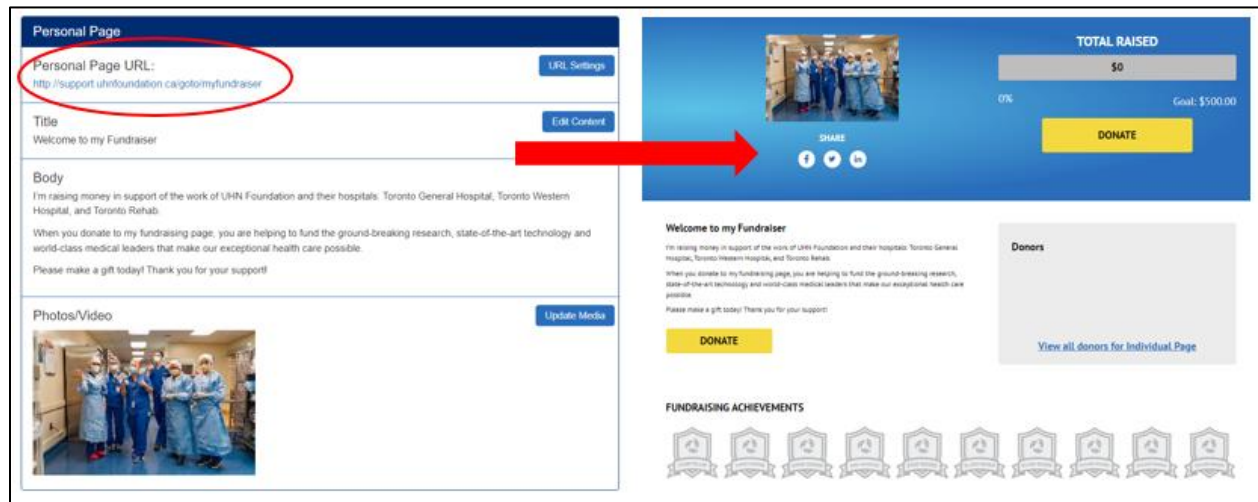 Personal Page
Personal Page URL:
URL Settings
http://support.uhnfoundation.ca/goto/myfundraiser
Title
Edit Content
Welcome to my Fundraiser
Body
I'm raising money in support of the work of UHN Foundation and their hospitals: Toronto General Hospital, Toronto Western
Hospital, and Toronto Rehab.
When you donate to my fundraising page, you are helping to fund the ground-breaking research, state-of-the-art technology and
world-class medical leaders that make our exceptional health care possible.
Please make a gift today! Thank you for your support!
Photos/Video
Update Media
TOTAL RAISED
$0
0%
Goal: $500.00
DONATE
SHARE
Welcome to my Fundraiser
I'm raising money in support of the work of UHN Foundation and their hospitals: Toronto General
Hospital, Toronto Western Hospital, and Toronto Rehab.
When you donate to my fundraising page, you are helping to fund the ground-breaking research,
state-of-the-art technology and world-class medical leaders that make our exceptional health care
possible.
Please make a gift today! Thank you for your support!
DONATE
Donors
View all donors for Individual Page
FUNDRAISING ACHIEVEMENTS